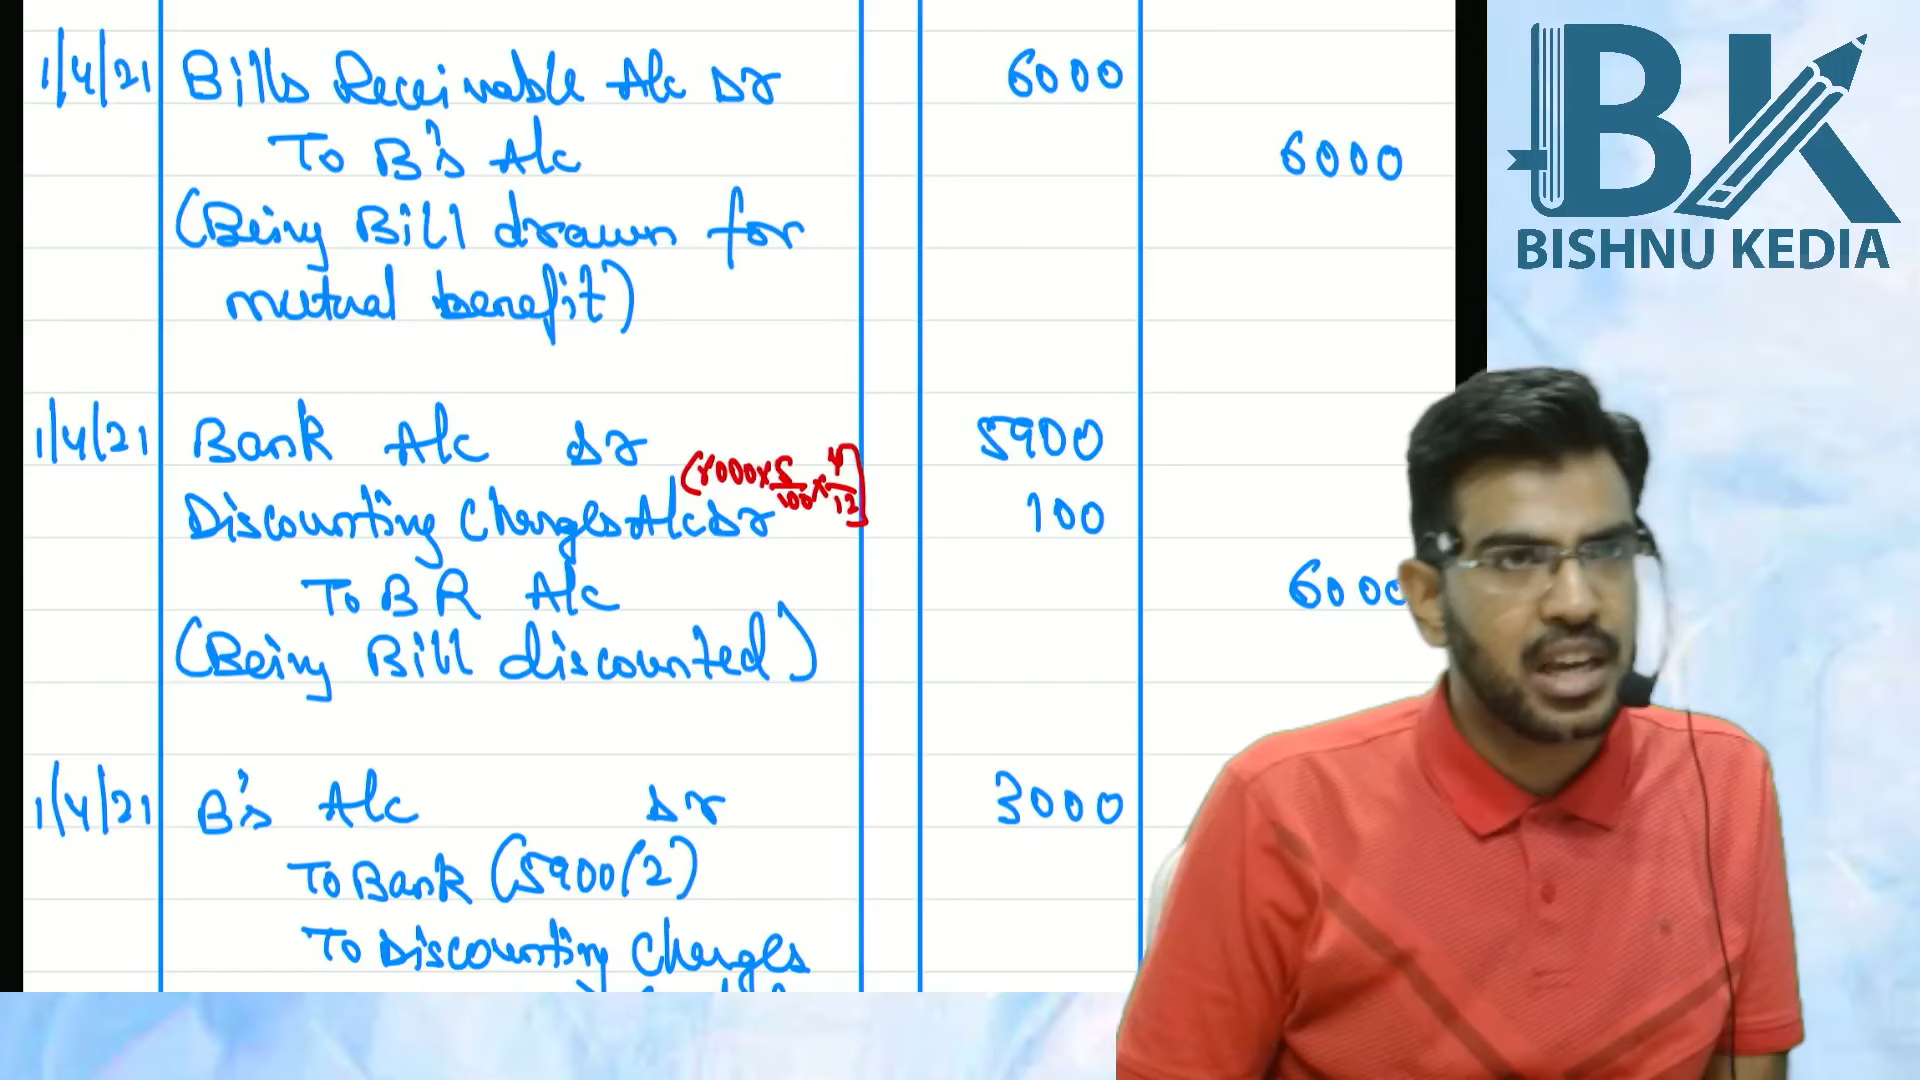 1/4/21 Bills Receivable A/c Dr 6000
To B's A/c 6000
(Being Bill drawn for
mutual benefit)
1/4/21 Bank A/c Dr 5900
(6000×5/100×4/12)
Discounting Charges A/c Dr 100
To BR A/c 6000
(Being Bill discounted)
1/4/21 B's A/c Dr 3000
To Bank (5900/2)
To Discounting Charges
BK
BISHNU KEDIA